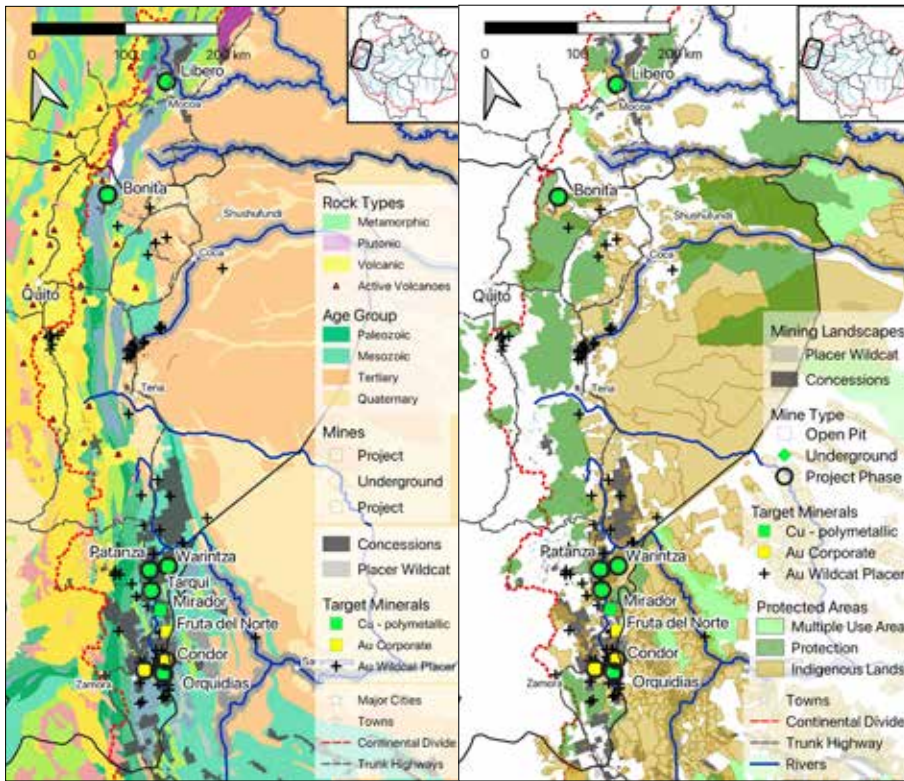 0
100
200 km
Libero
Mocoa
Bonita
Shushufundi
Coca
Quito
Tena
Patanza
Warintza
Tarqui
Mirador
Fruta del Norte
Condor
Orquidias
Zamora
Rock Types
Metamorphic
Plutonic
Volcanic
Active Volcanoes
Age Group
Paleozoic
Mesozoic
Tertiary
Quaternary
Mines
Project
Underground
Project
Concessions
Placer Wildcat
Target Minerals
Cu - polymetallic
Au Corporate
Au Wildcat Placer
Major Cities
Towns
Continental Divide
Trunk Highways
0
100
200 km
Libero
Mocoa
Bonita
Shushufundi
Coca
Quito
Tena
Patanza
Warintza
Mirador
Fruta del Norte
Condor
Orquidias
Zamora
Mining Landscapes
Placer Wildcat
Concessions
Mine Type
Open Pit
Underground
Project Phase
Target Minerals
Cu - polymetallic
Au Corporate
Au Wildcat Placer
Protected Areas
Multiple Use Area
Protection
Indigenous Lands
Towns
Continental Divide
Trunk Highway
Rivers